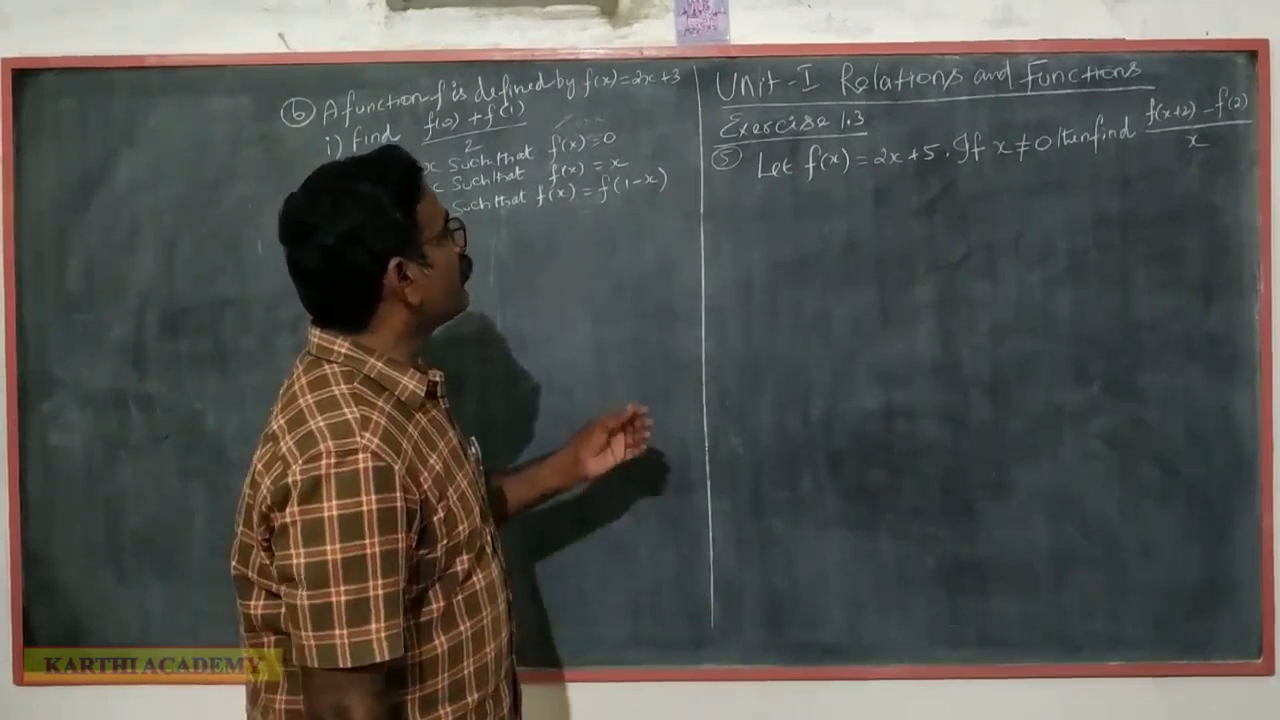 ⑥ A function f is defined by f(x) = 2x + 3
i) Find f(0) + f(1) / 2
x such that f(x) = 0
x such that f(x) = x
such that f(x) = f(1-x)
Unit - I Relations and Functions
Exercise 1.3
⑤ Let f(x) = 2x + 5. If x ≠ 0 then find f(x+2) - f(2) / x
KARTHI ACADEMY